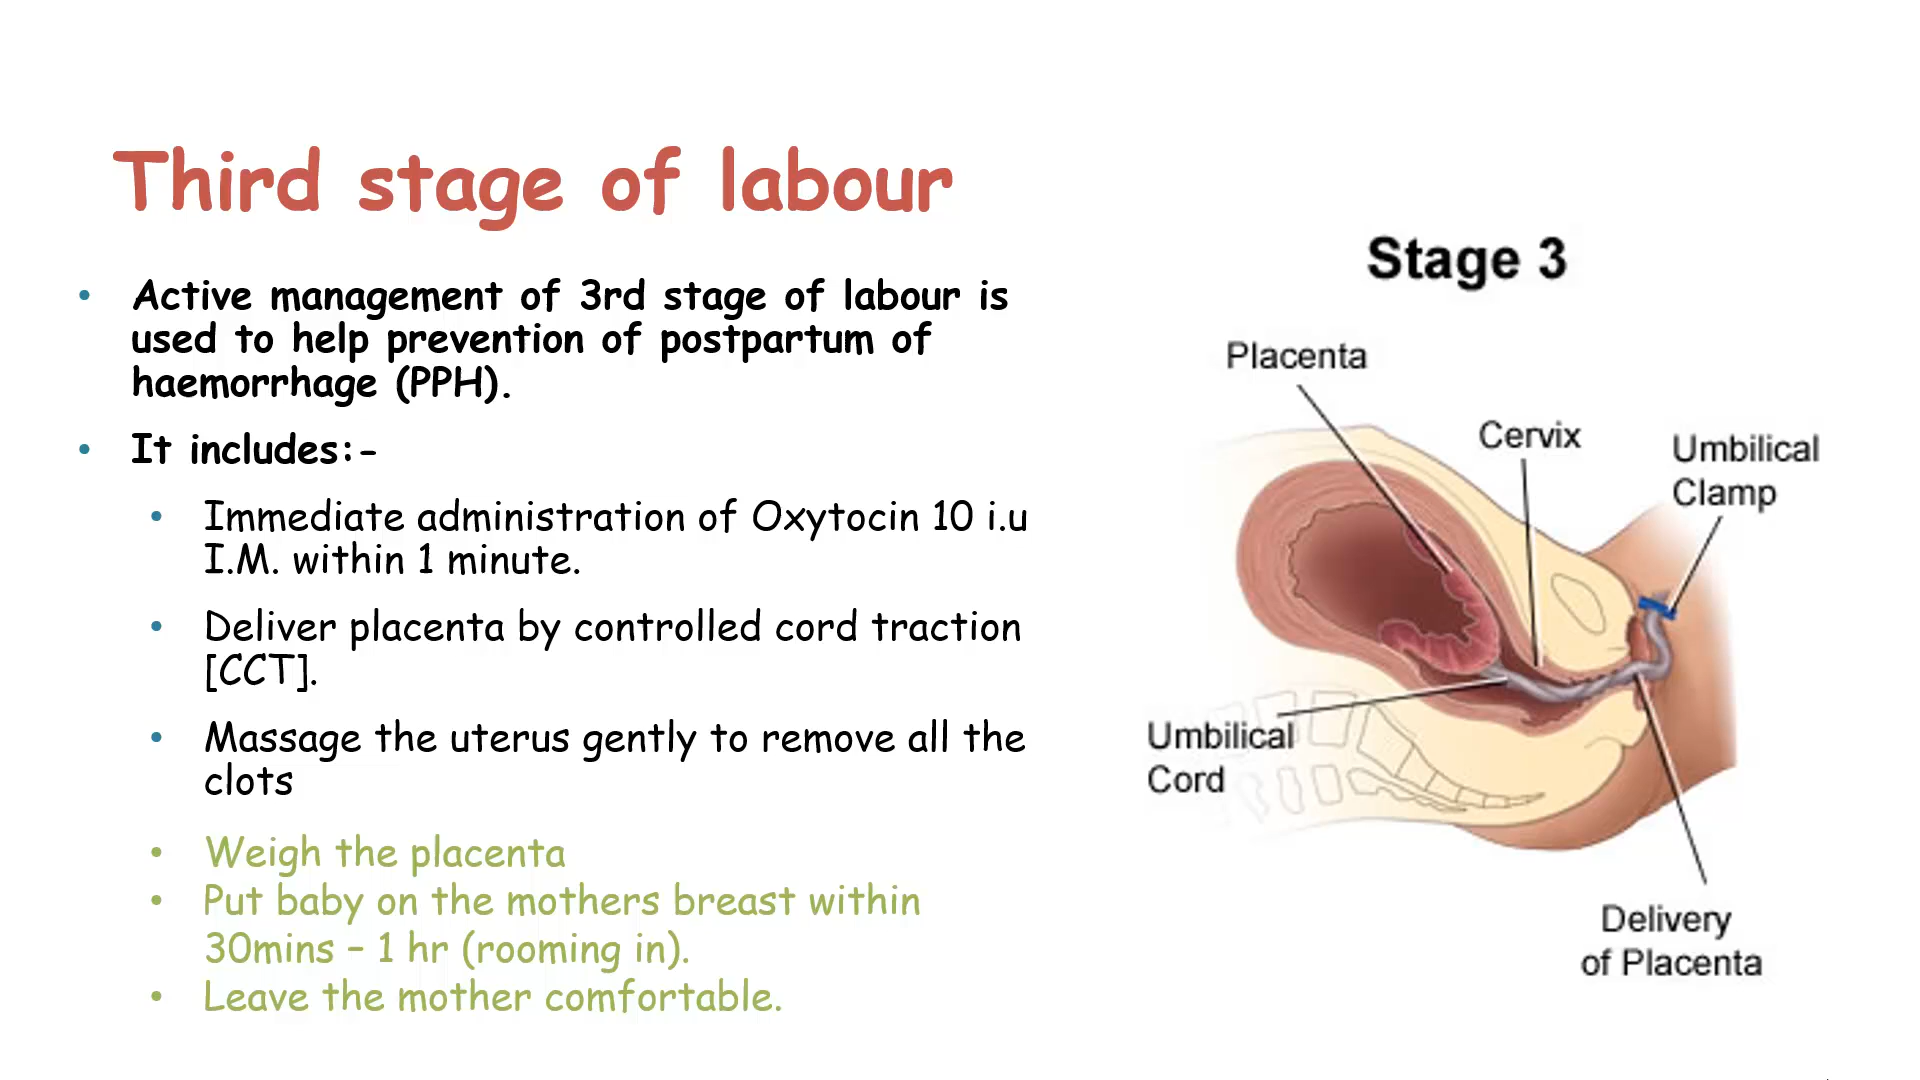 Third stage of labour
• Active management of 3rd stage of labour is
used to help prevention of postpartum of
haemorrhage (PPH).
• It includes:-
• Immediate administration of Oxytocin 10 i.u
I.M. within 1 minute.
• Deliver placenta by controlled cord traction
[CCT].
• Massage the uterus gently to remove all the
clots
• Weigh the placenta
• Put baby on the mothers breast within
30mins – 1 hr (rooming in).
• Leave the mother comfortable.
Stage 3
Placenta
Cervix
Umbilical
Clamp
Umbilical
Cord
Delivery
of Placenta